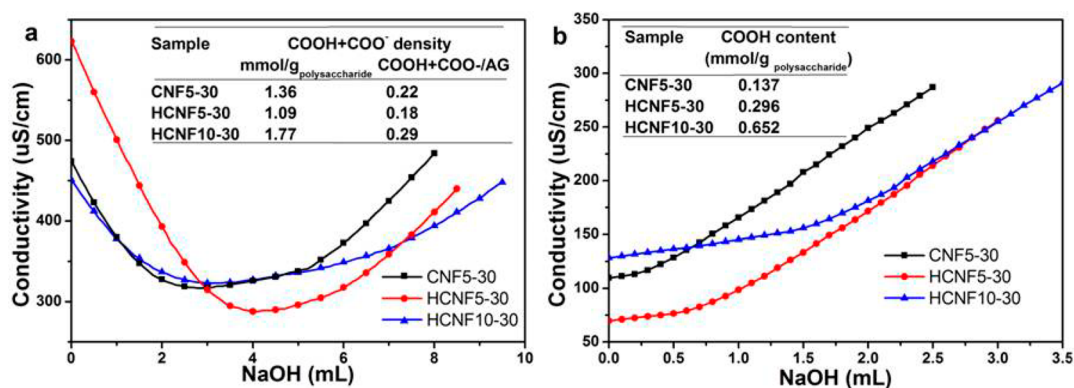 a
Sample COOH+COO⁻ density
mmol/g polysaccharide COOH+COO-/AG
CNF5-30 1.36 0.22
HCNF5-30 1.09 0.18
HCNF10-30 1.77 0.29
600
500
400
300
Conductivity (uS/cm)
CNF5-30
HCNF5-30
HCNF10-30
0 2 4 6 8 10
NaOH (mL)
b
Sample COOH content
(mmol/g polysaccharide)
CNF5-30 0.137
HCNF5-30 0.296
HCNF10-30 0.652
350
300
250
200
150
100
50
Conductivity (uS/cm)
CNF5-30
HCNF5-30
HCNF10-30
0.0 0.5 1.0 1.5 2.0 2.5 3.0 3.5
NaOH (mL)